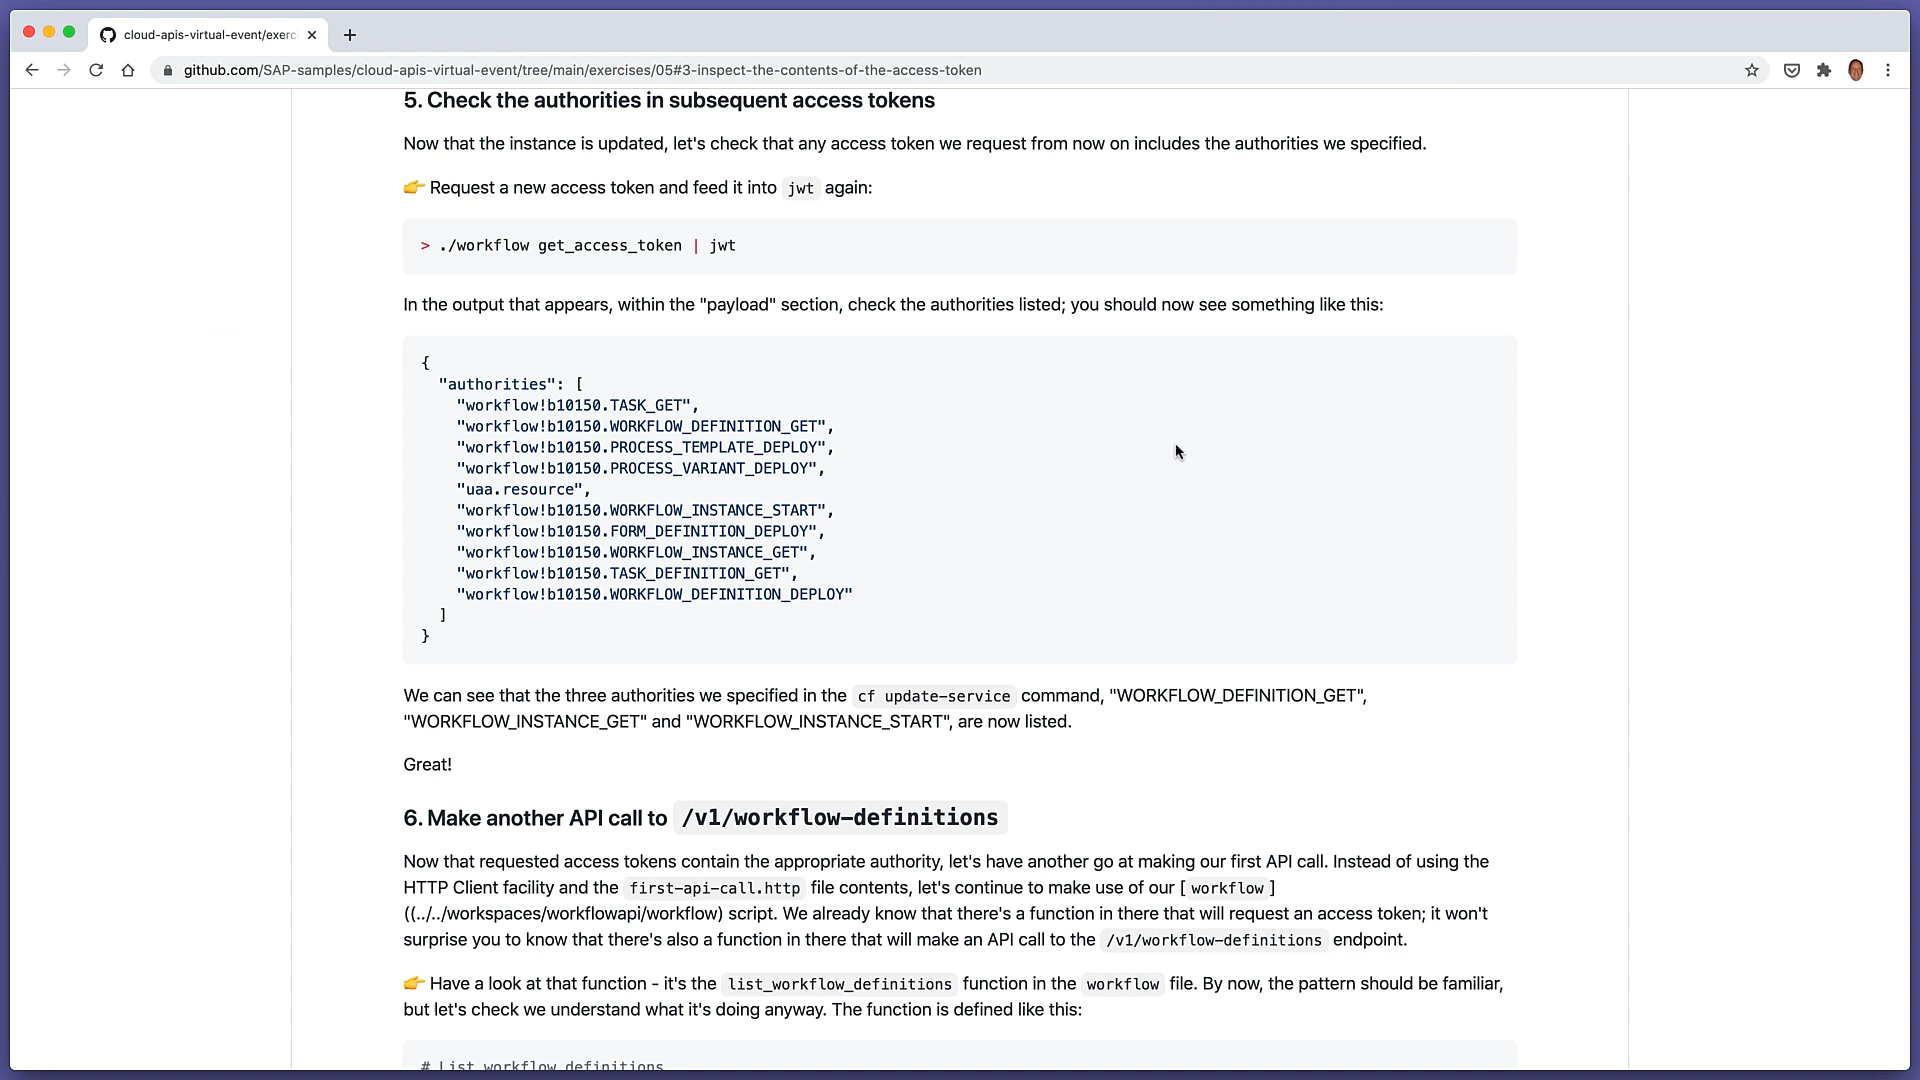 cloud-apis-virtual-event/exerc
github.com/SAP-samples/cloud-apis-virtual-event/tree/main/exercises/05#3-inspect-the-contents-of-the-access-token
5. Check the authorities in subsequent access tokens
Now that the instance is updated, let's check that any access token we request from now on includes the authorities we specified.
👉 Request a new access token and feed it into jwt again:
> ./workflow get_access_token | jwt
In the output that appears, within the "payload" section, check the authorities listed; you should now see something like this:
{
"authorities": [
"workflow!b10150.TASK_GET",
"workflow!b10150.WORKFLOW_DEFINITION_GET",
"workflow!b10150.PROCESS_TEMPLATE_DEPLOY",
"workflow!b10150.PROCESS_VARIANT_DEPLOY",
"uaa.resource",
"workflow!b10150.WORKFLOW_INSTANCE_START",
"workflow!b10150.FORM_DEFINITION_DEPLOY",
"workflow!b10150.WORKFLOW_INSTANCE_GET",
"workflow!b10150.TASK_DEFINITION_GET",
"workflow!b10150.WORKFLOW_DEFINITION_DEPLOY"
]
}
We can see that the three authorities we specified in the cf update-service command, "WORKFLOW_DEFINITION_GET",
"WORKFLOW_INSTANCE_GET" and "WORKFLOW_INSTANCE_START", are now listed.
Great!
6. Make another API call to /v1/workflow-definitions
Now that requested access tokens contain the appropriate authority, let's have another go at making our first API call. Instead of using the
HTTP Client facility and the first-api-call.http file contents, let's continue to make use of our [ workflow ]
((../../workspaces/workflowapi/workflow) script. We already know that there's a function in there that will request an access token; it won't
surprise you to know that there's also a function in there that will make an API call to the /v1/workflow-definitions endpoint.
👉 Have a look at that function - it's the list_workflow_definitions function in the workflow file. By now, the pattern should be familiar,
but let's check we understand what it's doing anyway. The function is defined like this:
# List workflow definitions